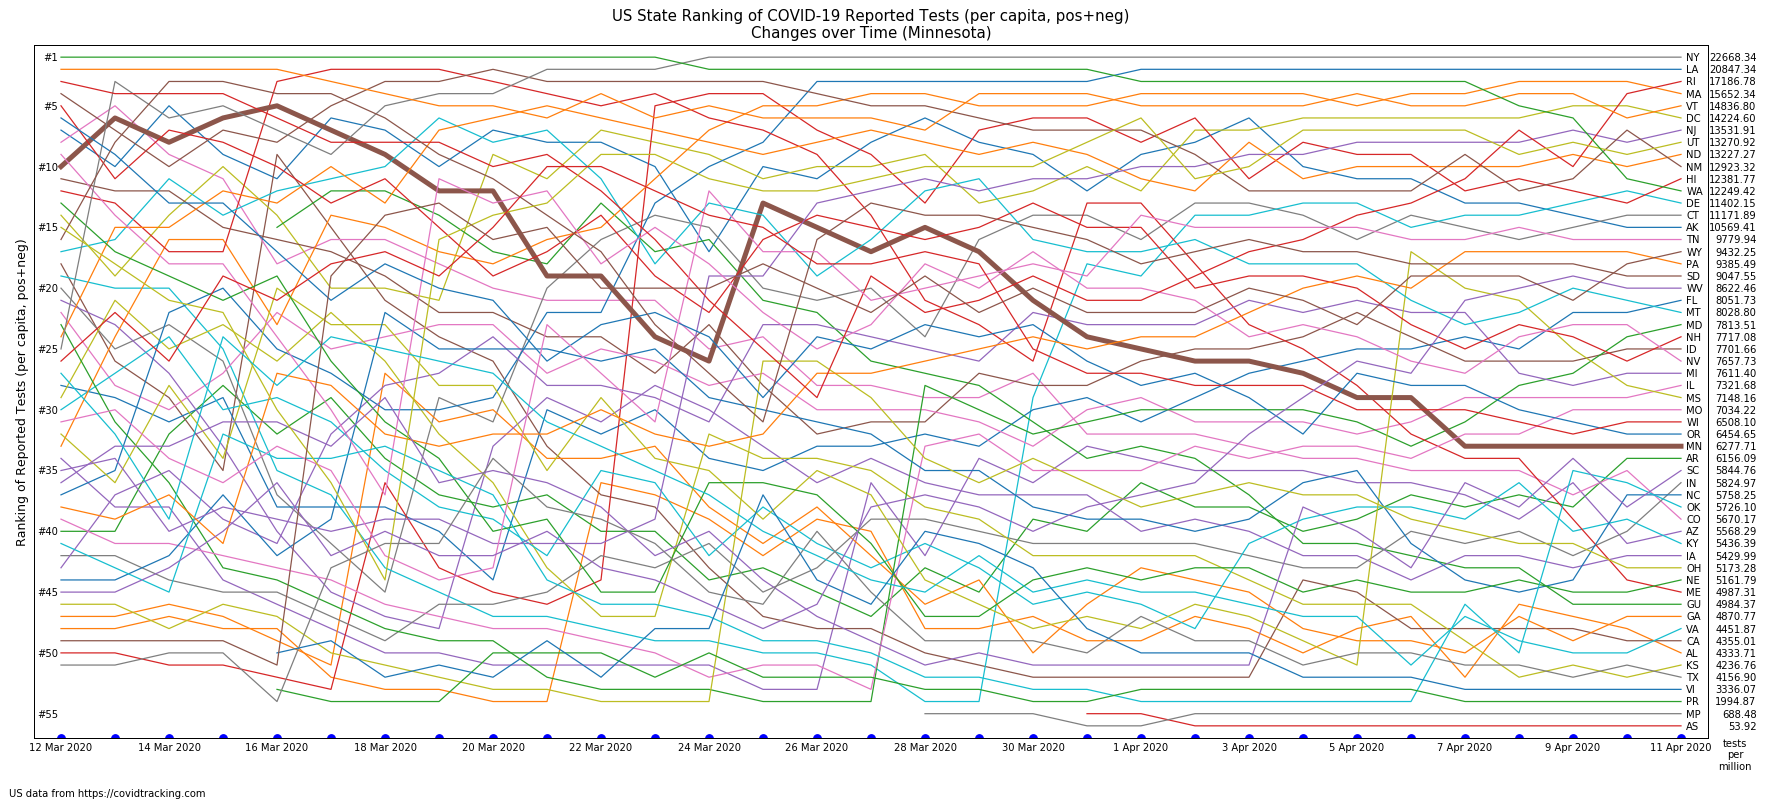 US State Ranking of COVID-19 Reported Tests (per capita, pos+neg)
Changes over Time (Minnesota)
Ranking of Reported Tests (per capita, pos+neg)
#1
#5
#10
#15
#20
#25
#30
#35
#40
#45
#50
#55
NY 22668.34
LA 20847.34
RI 17186.78
MA 15652.34
VT 14836.80
DC 14224.60
NJ 13531.91
UT 13270.92
ND 13227.27
NM 12923.32
HI 12381.77
WA 12249.42
DE 11402.15
CT 11171.89
AK 10569.41
TN 9779.94
WY 9432.25
PA 9385.49
SD 9047.55
WV 8622.46
FL 8051.73
MT 8028.80
MD 7813.51
NH 7717.08
ID 7701.66
NV 7657.73
MI 7611.40
IL 7321.68
MS 7148.16
MO 7034.22
WI 6508.10
OR 6454.65
MN 6277.71
AR 6156.09
SC 5844.76
IN 5824.97
NC 5758.25
OK 5726.10
CO 5670.17
AZ 5568.29
KY 5436.39
IA 5429.99
OH 5173.28
NE 5161.79
ME 4987.31
GU 4984.37
GA 4870.77
VA 4451.87
CA 4355.01
AL 4333.71
KS 4236.76
TX 4156.90
VI 3336.07
PR 1994.87
MP 688.48
AS 53.92
12 Mar 2020 14 Mar 2020 16 Mar 2020 18 Mar 2020 20 Mar 2020 22 Mar 2020 24 Mar 2020 26 Mar 2020 28 Mar 2020 30 Mar 2020 1 Apr 2020 3 Apr 2020 5 Apr 2020 7 Apr 2020 9 Apr 2020 11 Apr 2020
tests
per
million
US data from https://covidtracking.com